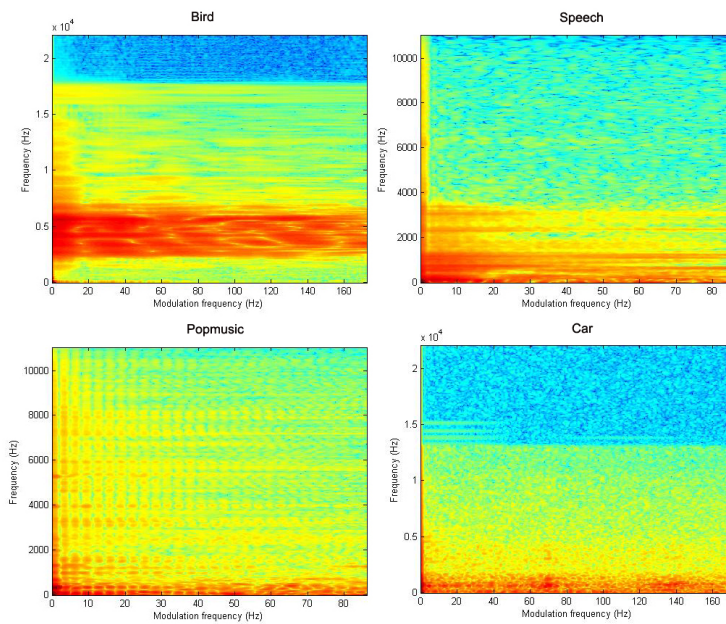 Bird
x 10^4
2
1.5
1
0.5
0
Frequency (Hz)
0 20 40 60 80 100 120 140 160
Modulation frequency (Hz)
Speech
10000
8000
6000
4000
2000
0
Frequency (Hz)
0 10 20 30 40 50 60 70 80
Modulation frequency (Hz)
Popmusic
10000
8000
6000
4000
2000
0
Frequency (Hz)
0 10 20 30 40 50 60 70 80
Modulation frequency (Hz)
Car
x 10^4
2
1.5
1
0.5
0
Frequency (Hz)
0 20 40 60 80 100 120 140 160
Modulation frequency (Hz)